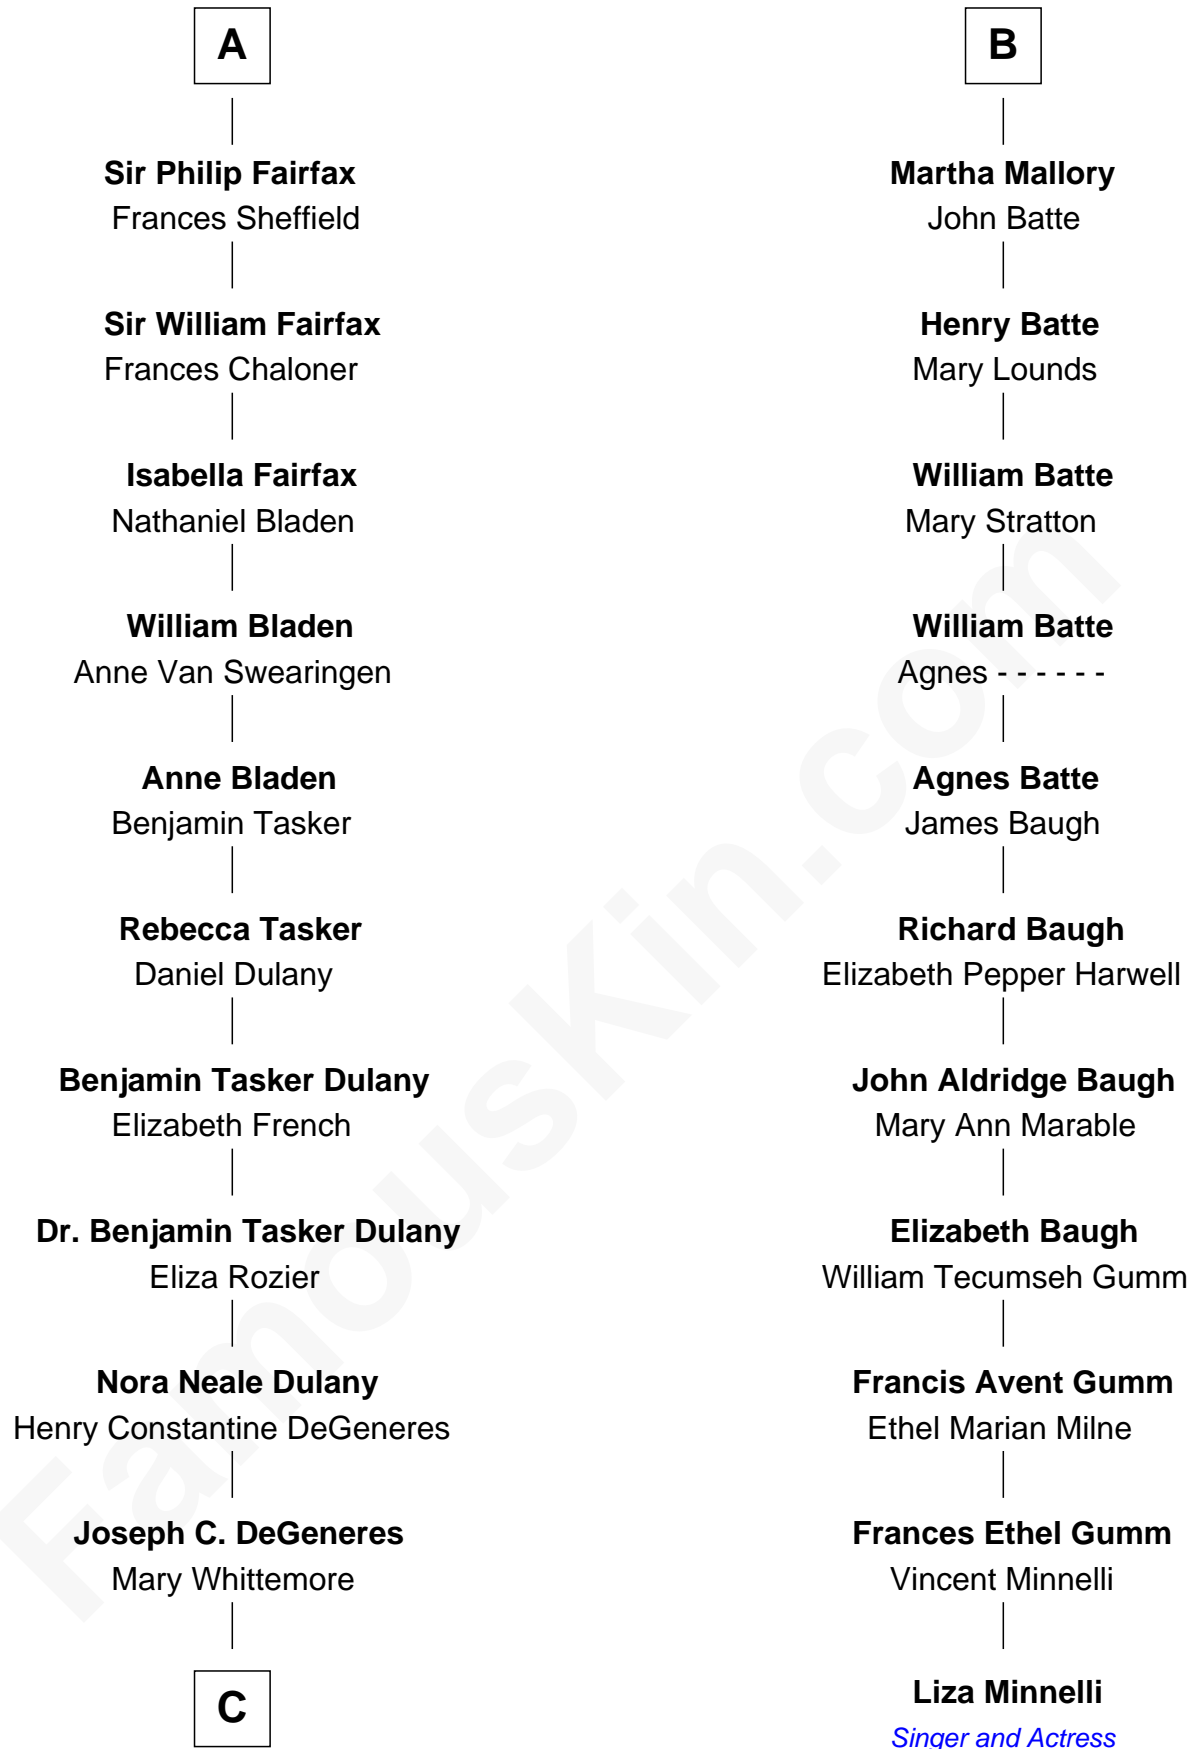 A
Sir Philip Fairfax
Frances Sheffield
Sir William Fairfax
Frances Chaloner
Isabella Fairfax
Nathaniel Bladen
William Bladen
Anne Van Swearingen
Anne Bladen
Benjamin Tasker
Rebecca Tasker
Daniel Dulany
Benjamin Tasker Dulany
Elizabeth French
Dr. Benjamin Tasker Dulany
Eliza Rozier
Nora Neale Dulany
Henry Constantine DeGeneres
Joseph C. DeGeneres
Mary Whittemore
C
B
Martha Mallory
John Batte
Henry Batte
Mary Lounds
William Batte
Mary Stratton
William Batte
Agnes - - - - - -
Agnes Batte
James Baugh
Richard Baugh
Elizabeth Pepper Harwell
John Aldridge Baugh
Mary Ann Marable
Elizabeth Baugh
William Tecumseh Gumm
Francis Avent Gumm
Ethel Marian Milne
Frances Ethel Gumm
Vincent Minnelli
Liza Minnelli
Singer and Actress
FamousKin.com